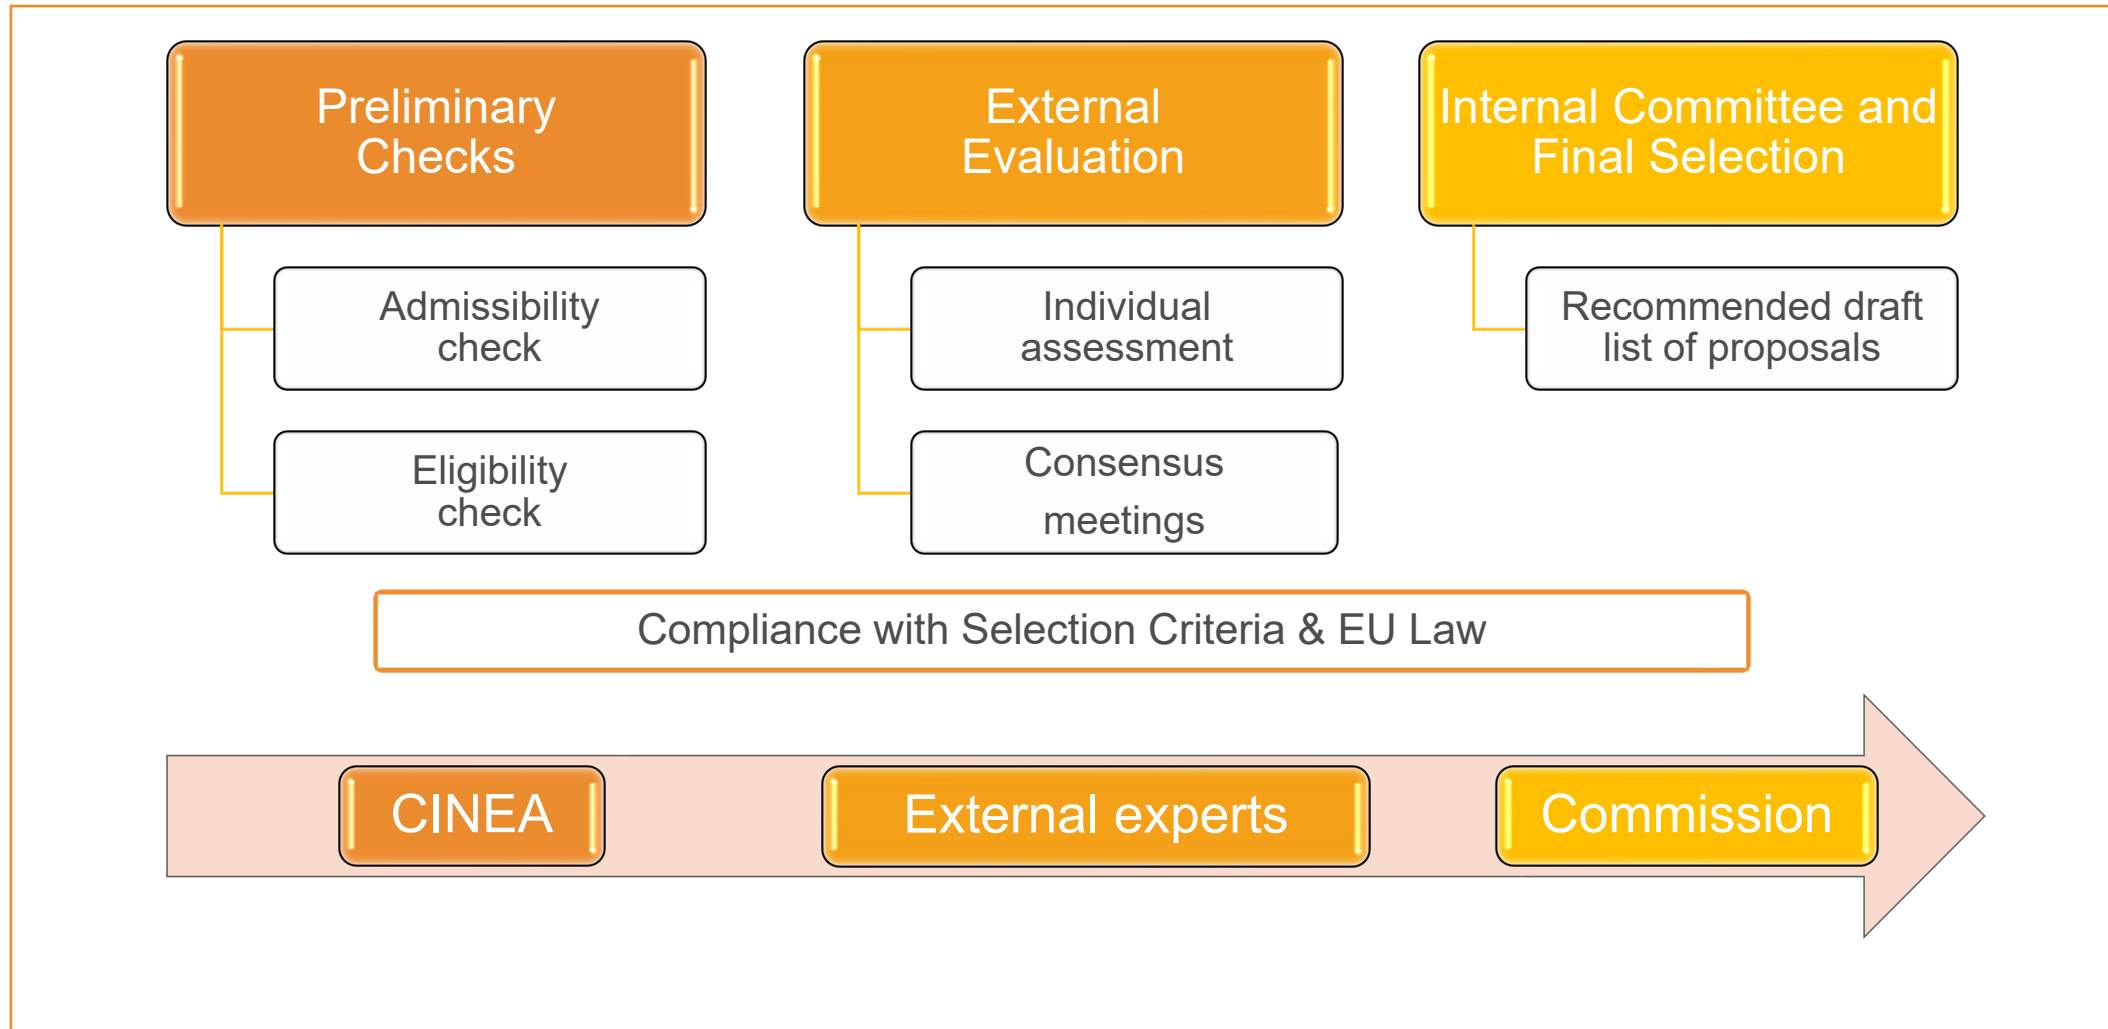 Preliminary
Checks
Admissibility
check
Eligibility
check
External
Evaluation
Individual
assessment
Consensus
meetings
Internal Committee and
Final Selection
Recommended draft
list of proposals
Compliance with Selection Criteria & EU Law
CINEA
External experts
Commission